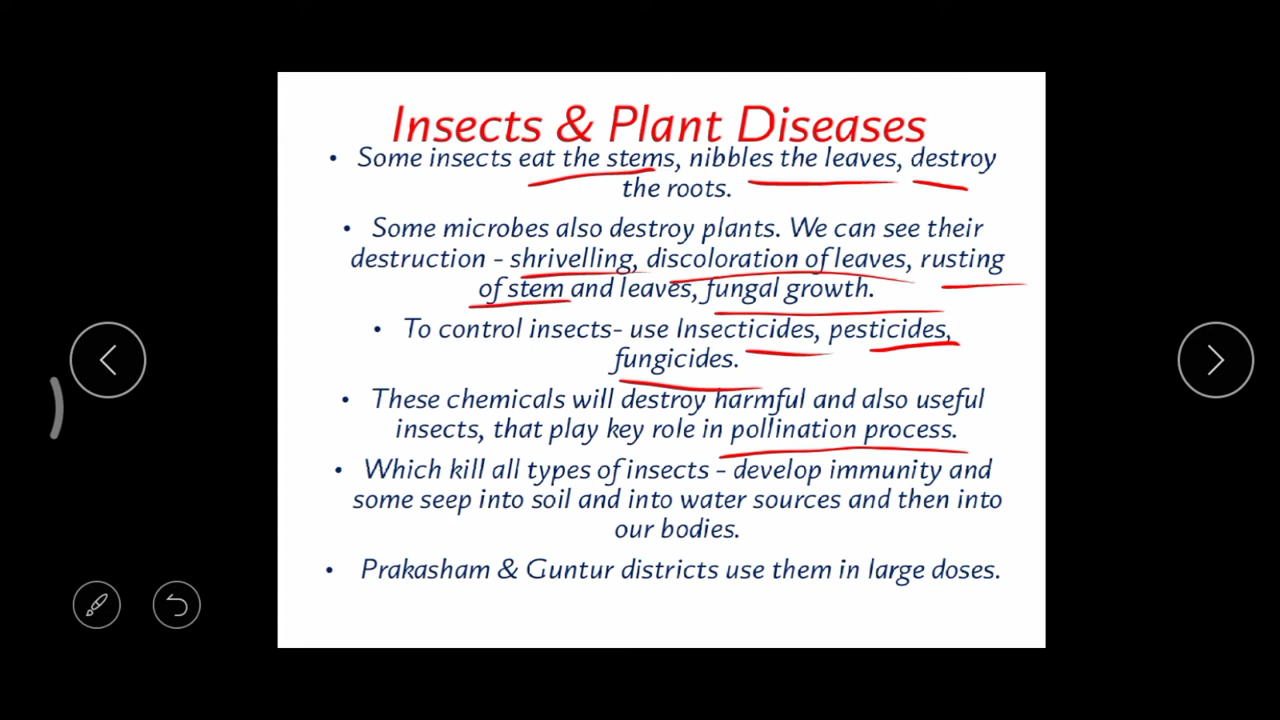 Insects & Plant Diseases
• Some insects eat the stems, nibbles the leaves, destroy
the roots.
• Some microbes also destroy plants. We can see their
destruction - shrivelling, discoloration of leaves, rusting
of stem and leaves, fungal growth.
• To control insects- use Insecticides, pesticides,
fungicides.
• These chemicals will destroy harmful and also useful
insects, that play key role in pollination process.
• Which kill all types of insects - develop immunity and
some seep into soil and into water sources and then into
our bodies.
• Prakasham & Guntur districts use them in large doses.